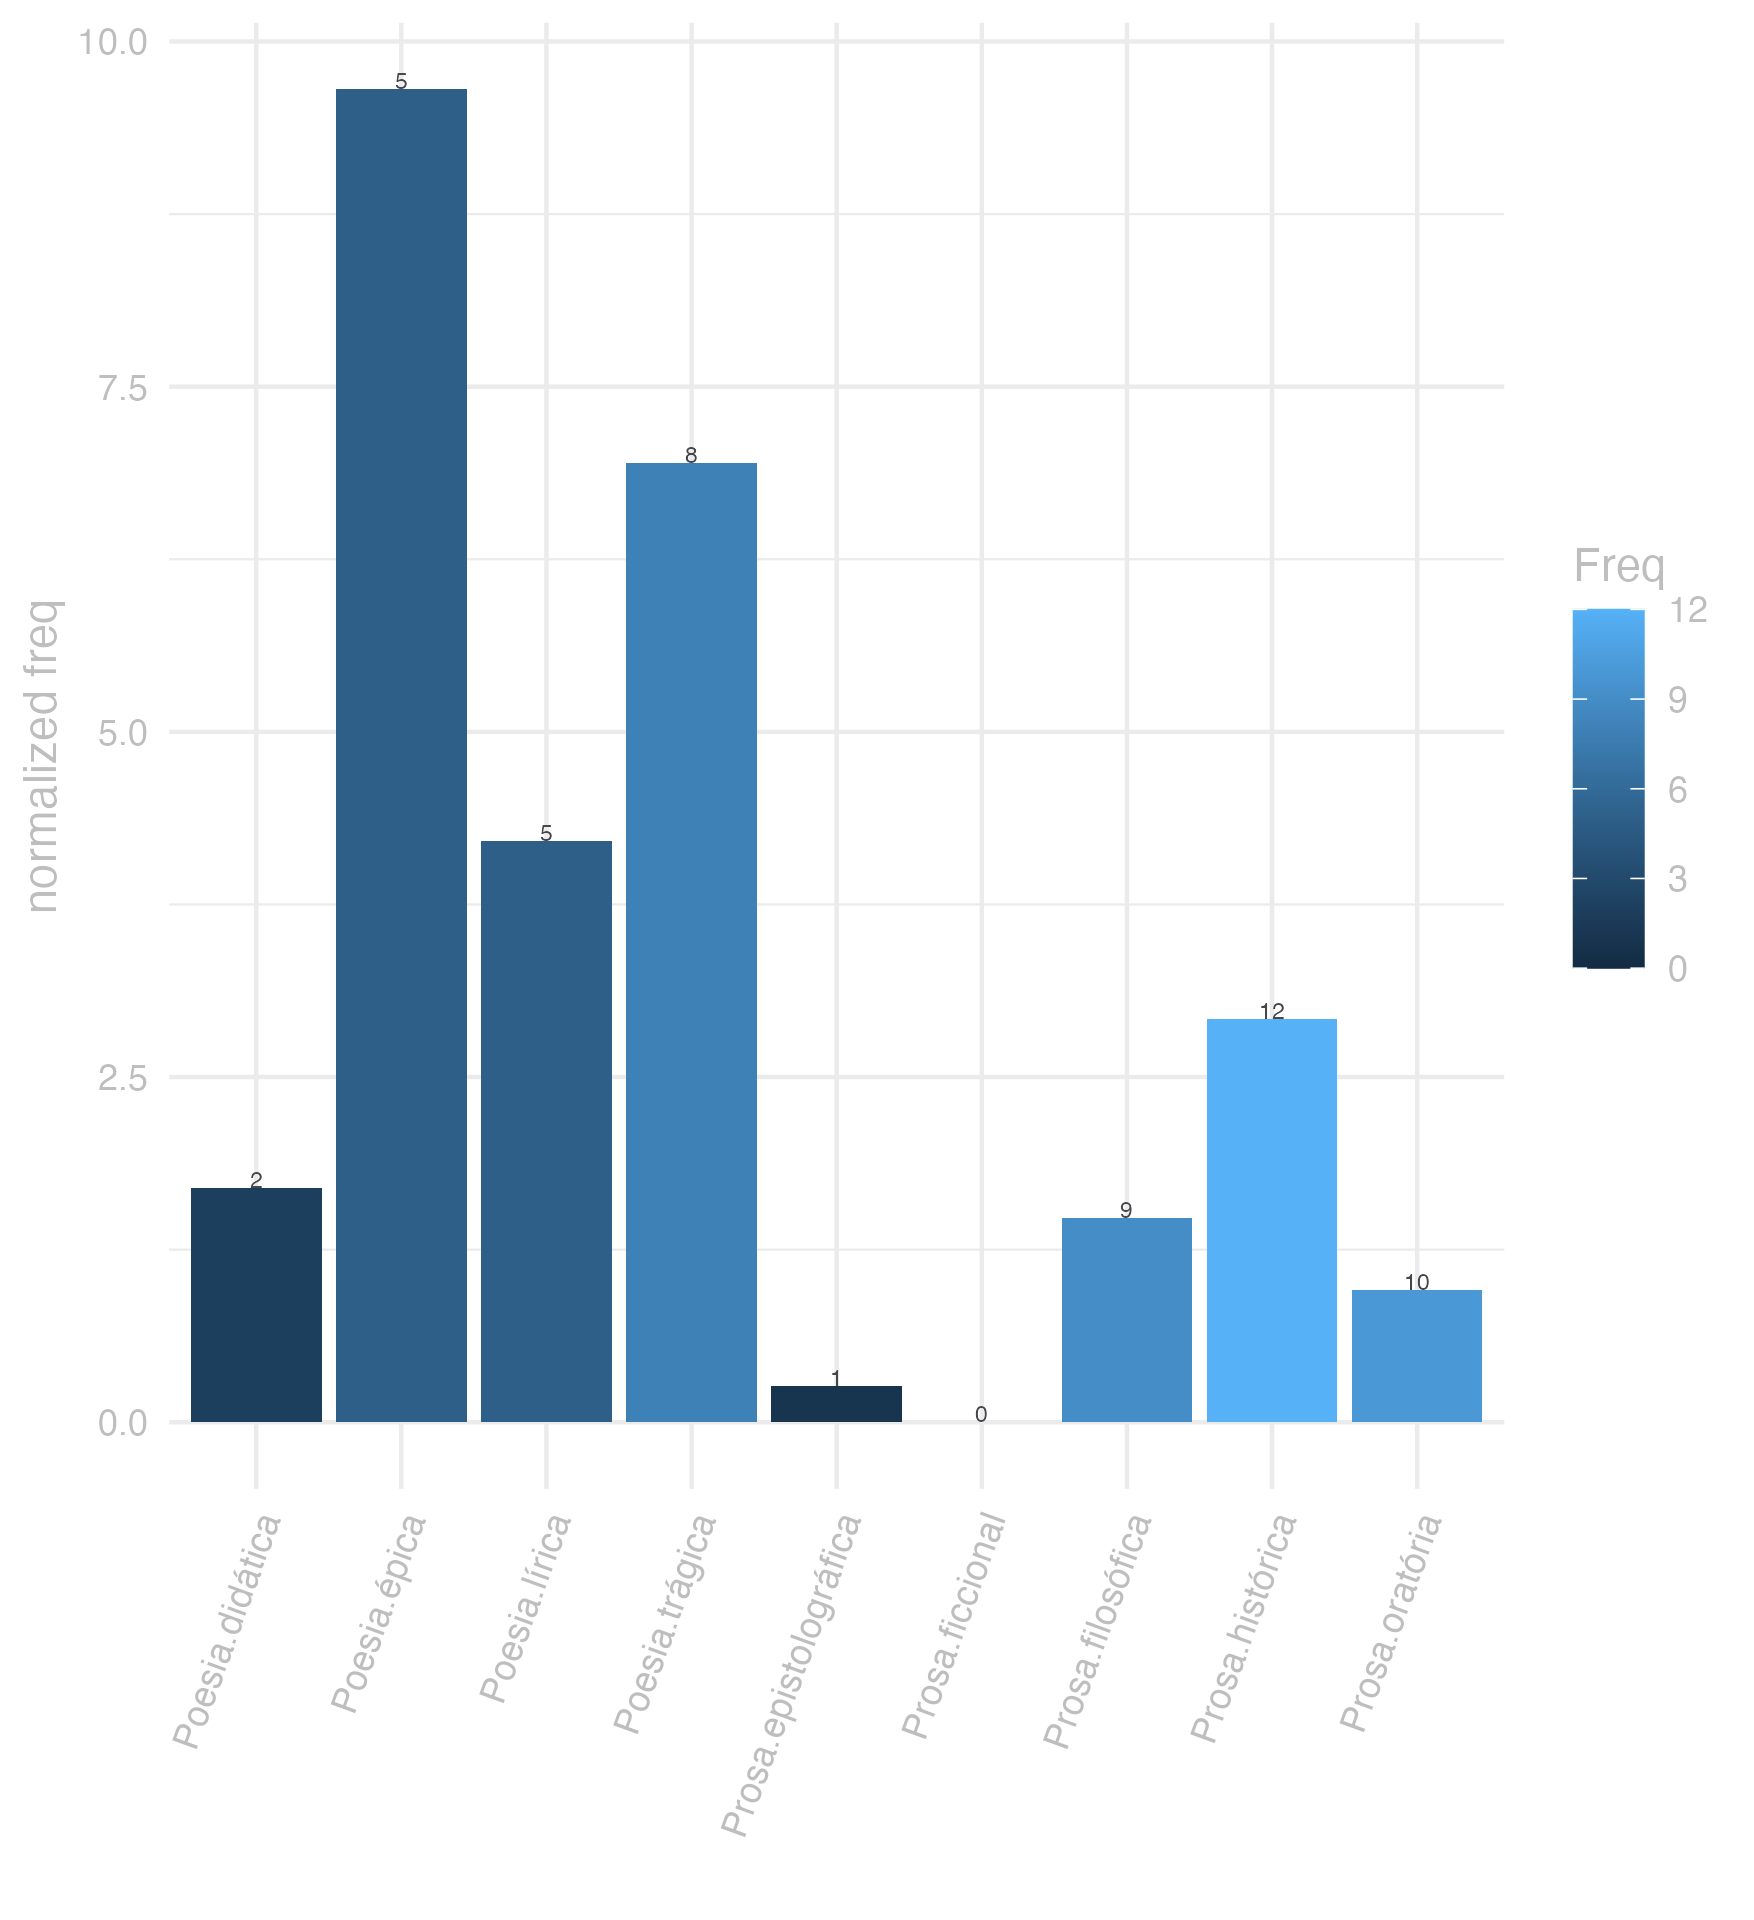 10.0
7.5
5.0
2.5
0.0
normalized freq
2
5
5
8
1
0
9
12
10
Poesia.didática
Poesia.épica
Poesia.lírica
Poesia.trágica
Prosa.epistolográfica
Prosa.ficcional
Prosa.filosófica
Prosa.histórica
Prosa.oratória
Freq
12
9
6
3
0